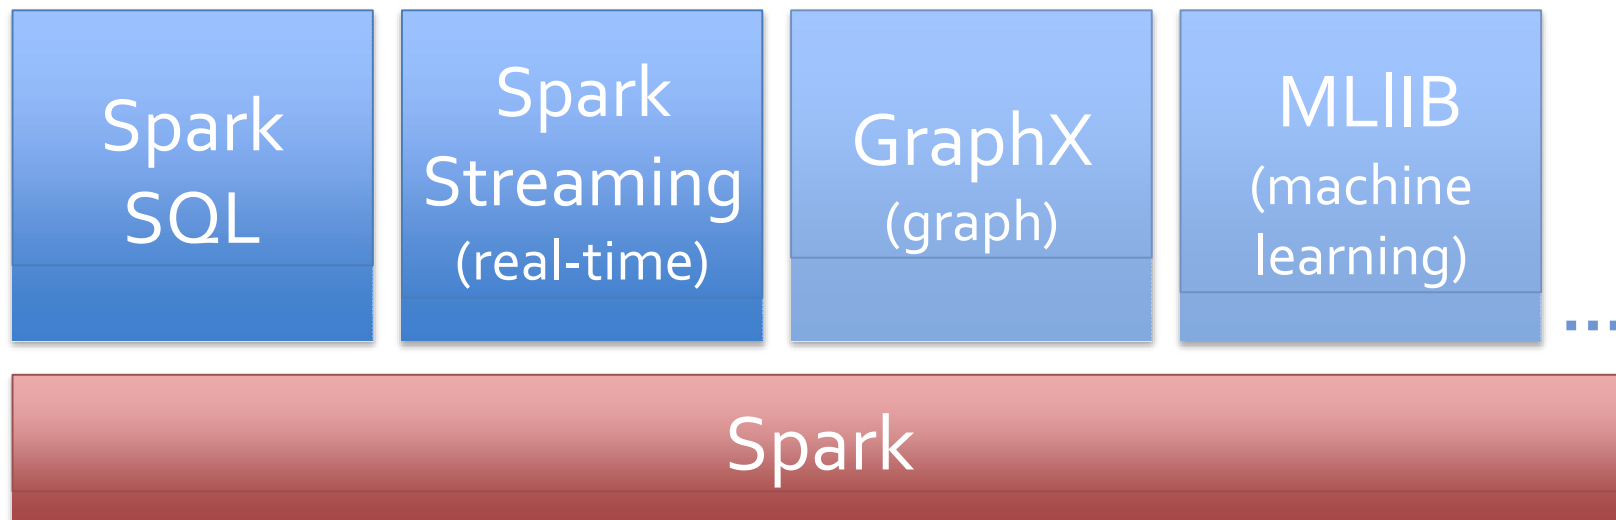 Spark
SQL
Spark
Streaming
(real-time)
GraphX
(graph)
MLlIB
(machine
learning)
...
Spark